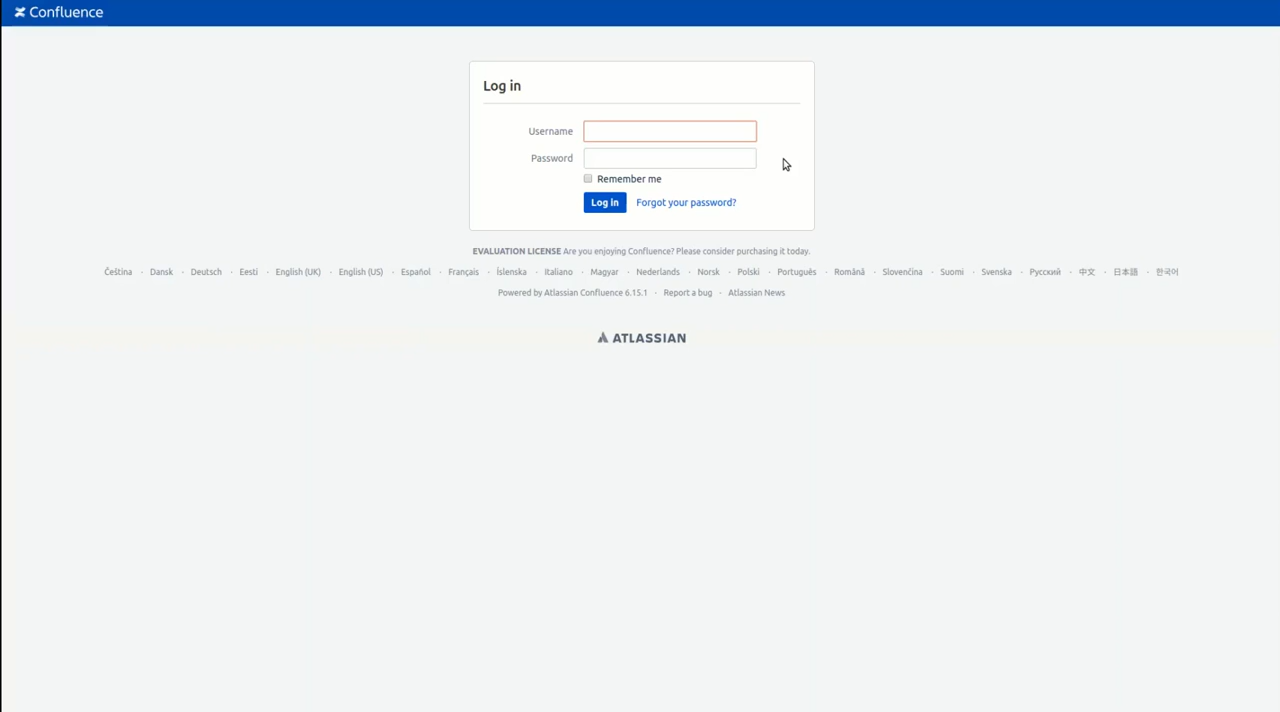 Confluence
Log in
Username
Password
Remember me
Log in Forgot your password?
EVALUATION LICENSE Are you enjoying Confluence? Please consider purchasing it today.
Čeština · Dansk · Deutsch · Eesti · English (UK) · English (US) · Español · Français · Íslenska · Italiano · Magyar · Nederlands · Norsk · Polski · Português · Română · Slovenčina · Suomi · Svenska · Русский · 中文 · 日本語 · 한국어
Powered by Atlassian Confluence 6.15.1 · Report a bug · Atlassian News
ATLASSIAN